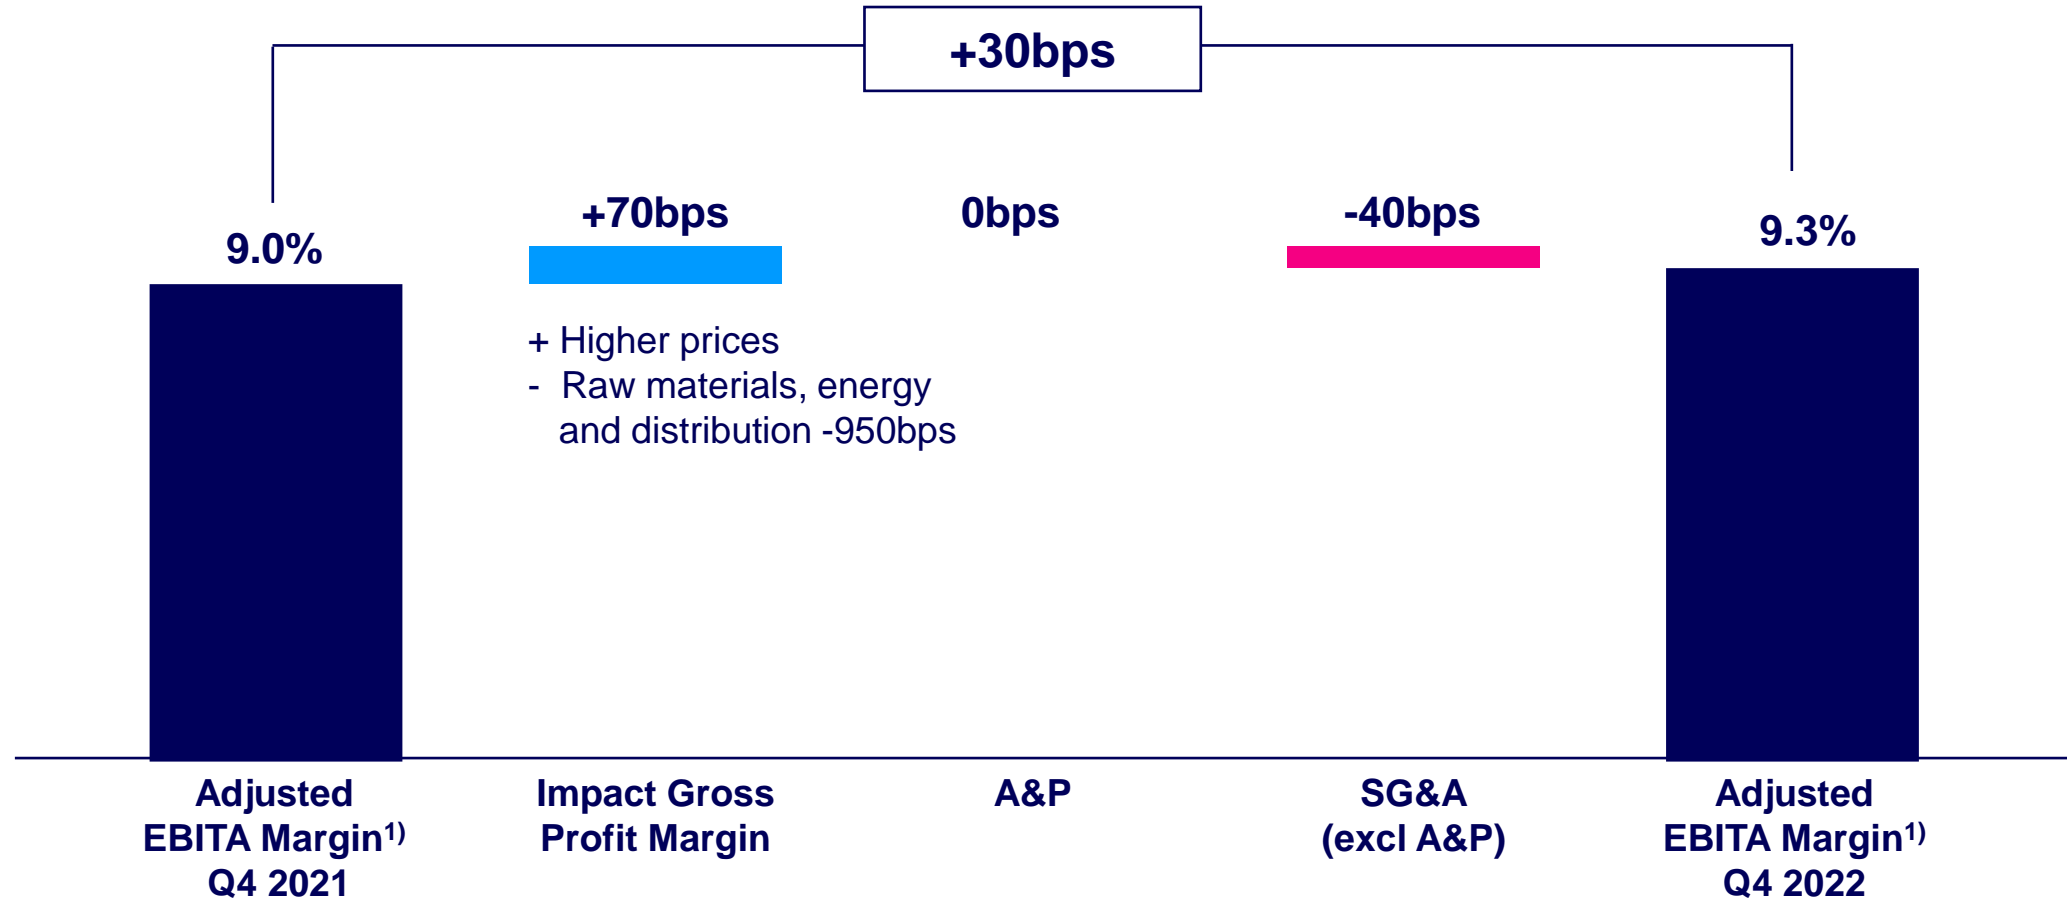 +30bps
9.0%
+70bps
0bps
-40bps
9.3%
+ Higher prices
- Raw materials, energy
and distribution -950bps
Adjusted
EBITA Margin1)
Q4 2021
Impact Gross
Profit Margin
A&P
SG&A
(excl A&P)
Adjusted
EBITA Margin1)
Q4 2022